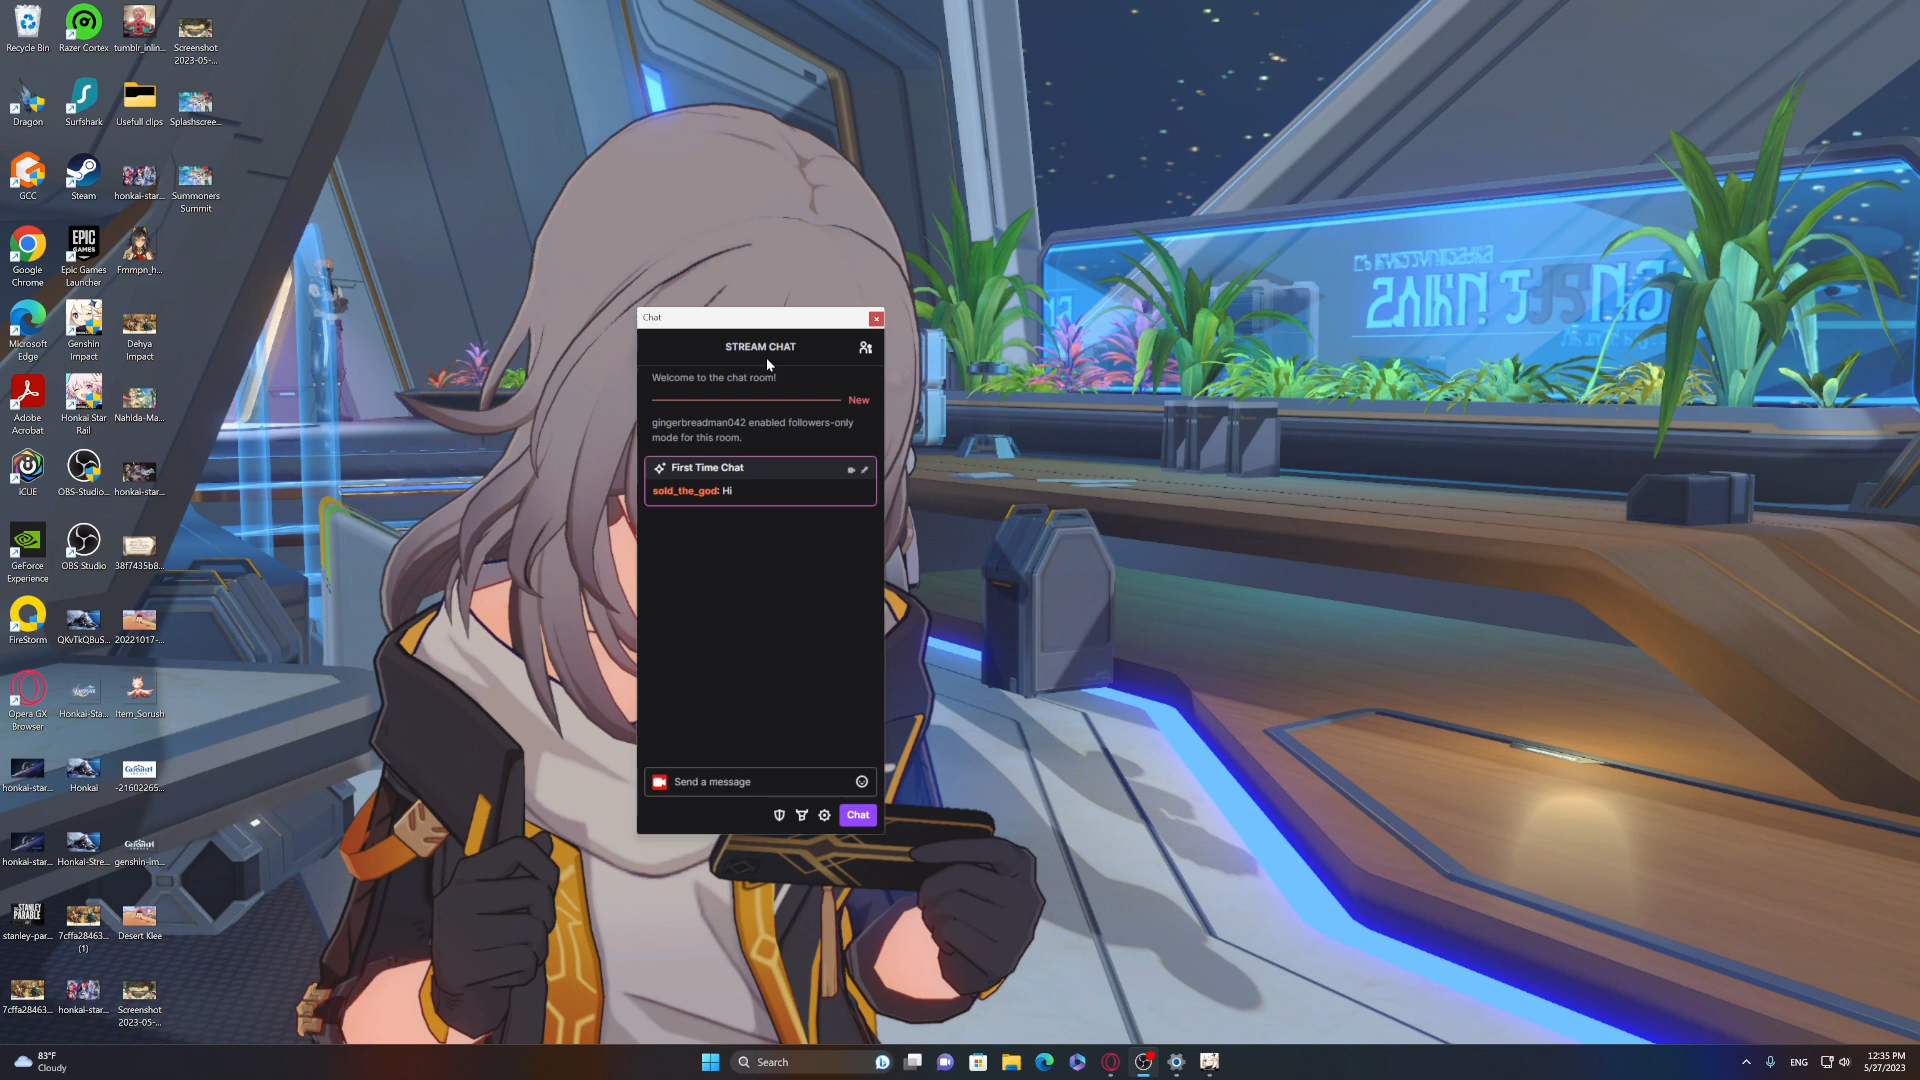 Recycle Bin
Razer Cortex
tumblr_inlin...
Screenshot
2023-05-...
Dragon
Surfshark
Usefull clips
Splashscree...
GCC
Steam
honkai-star...
Summoners
Summit
Google
Chrome
EPIC
GAMES
Epic Games
Launcher
Fmmpn_h...
Microsoft
Edge
Genshin
Impact
Dehya
Impact
Adobe
Acrobat
Honkai Star
Rail
Nahida-Ma...
iCUE
OBS-Studio...
honkai-star...
GeForce
Experience
OBS Studio
38f7435b8...
FireStorm
QKvTkQBuS...
20221017-...
Opera GX
Browser
Honkai-Sta...
Item_Sorush
honkai-star...
Honkai
-21602265...
honkai-star...
Honkai-Stre...
genshin-im...
STANLEY
PARABLE
stanley-par...
7cffa28463...
(1)
Desert Klee
7cffa28463...
honkai-star...
Screenshot
2023-05-...
Chat
STREAM CHAT
Welcome to the chat room!
New
gingerbreadman042 enabled followers-only
mode for this room.
First Time Chat
sold_the_god: Hi
Send a message
Chat
83°F
Cloudy
Search
ENG
12:35 PM
5/27/2023